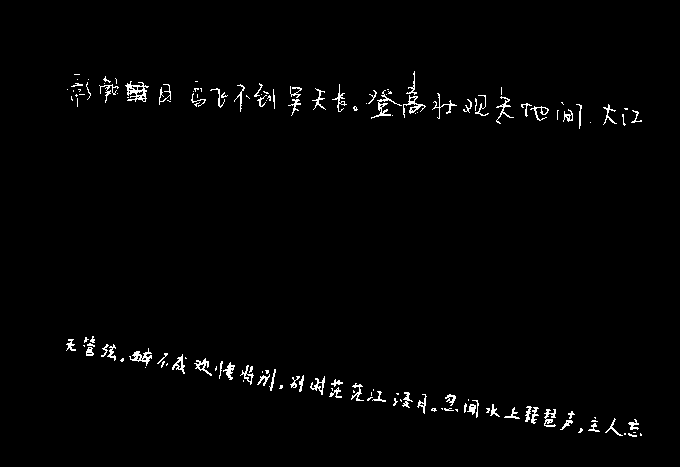 影日鸟飞不到吴天长。登高壮观天地间.大江
无管弦。醉不成欢惨将别,别时茫茫江浸月。忽闻水上琵琶声,主人忘